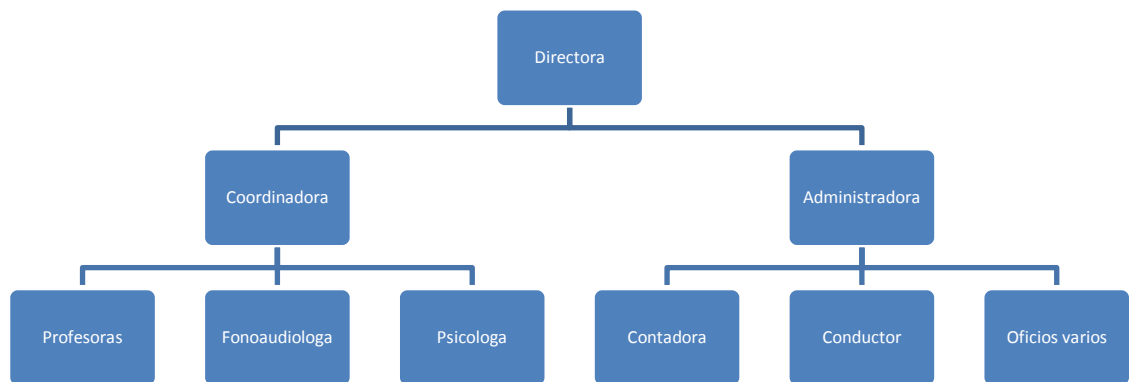 Directora
Coordinadora
Administradora
Profesoras
Fonoaudiologa
Psicologa
Contadora
Conductor
Oficios varios